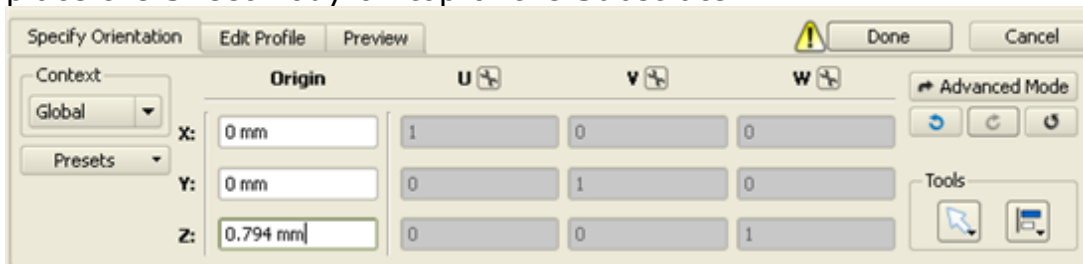 Specify Orientation Edit Profile Preview Done Cancel
Context Origin U V W Advanced Mode
Global
X: 0 mm 1 0 0
Presets
Y: 0 mm 0 1 0 Tools
Z: 0.794 mm 0 0 1